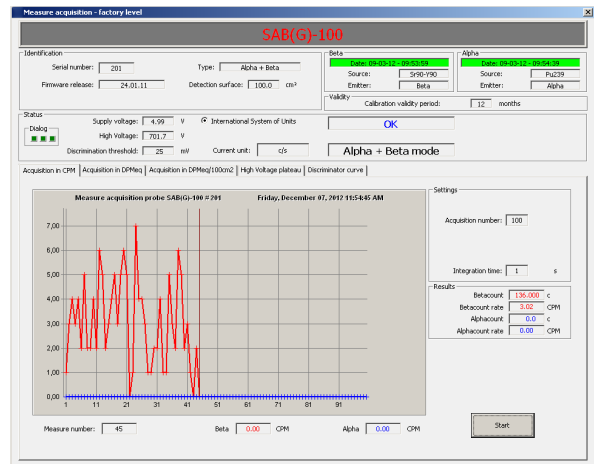 Measure acquisition - factory level
SAB(G)-100
Identification
Serial number: 201 Type: Alpha + Beta
Firmware release: 24.01.11 Detection surface: 100.0 cm²
Beta
Date: 09-03-12 - 09:53:59
Source: Sr90-Y90
Emitter: Beta
Alpha
Date: 09-03-12 - 09:54:39
Source: Pu239
Emitter: Alpha
Validity
Calibration validity period: 12 months
Status
Dialog
Supply voltage: 4.99 V International System of Units
High Voltage: 701.7 V
Discrimination threshold: 25 mV Current unit: c/s
OK
Alpha + Beta mode
Acquisition in CPM Acquisition in DPMeq Acquisition in DPMeq/100cm2 High Voltage plateau Discriminator curve
Measure acquisition probe SAB(G)-100 # 201 Friday, December 07, 2012 11:54:45 AM
7,00
6,00
5,00
4,00
3,00
2,00
1,00
0,00
1 11 21 31 41 51 61 71 81 91
Measure number: 45 Beta 0.00 CPM Alpha 0.00 CPM
Settings
Acquisition number: 100
Integration time: 1 s
Results
Betacount 136.000 c
Betacount rate 3.02 CPM
Alphacount 0.0 c
Alphacount rate 0.00 CPM
Start